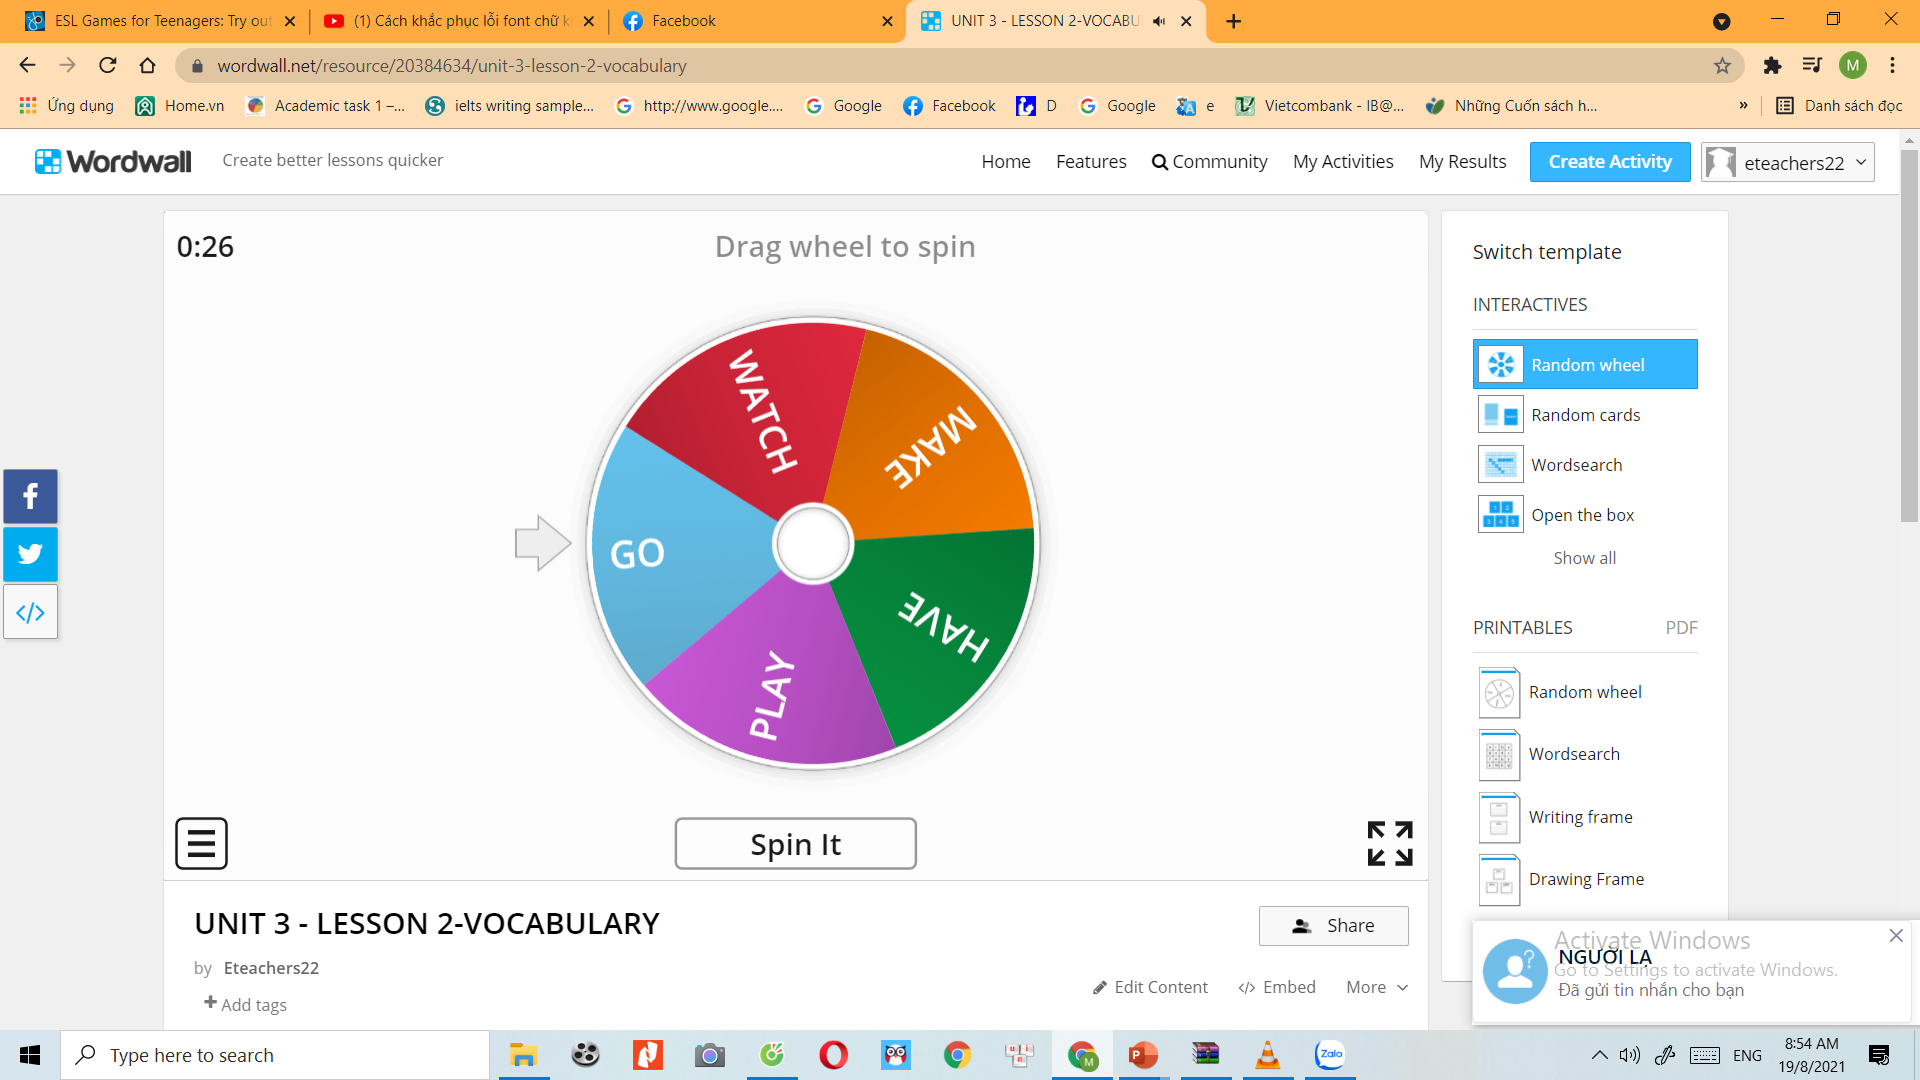 ESL Games for Teenagers: Try out
(1) Cách khắc phục lỗi font chữ k
Facebook
UNIT 3 - LESSON 2-VOCABU
wordwall.net/resource/20384634/unit-3-lesson-2-vocabulary
M
Ứng dụng
Home.vn
Academic task 1 –...
ielts writing sample...
http://www.google....
Google
Facebook
D
Google
e
Vietcombank - IB@...
Những Cuốn sách h...
»
Danh sách đọc
Wordwall
Create better lessons quicker
Home
Features
Community
My Activities
My Results
Create Activity
eteachers22
0:26
Drag wheel to spin
WATCH
MAKE
GO
HAVE
PLAY
Spin It
Switch template
INTERACTIVES
Random wheel
Random cards
Wordsearch
Open the box
Show all
PRINTABLES
PDF
Random wheel
Wordsearch
Writing frame
Drawing Frame
UNIT 3 - LESSON 2-VOCABULARY
Share
by Eteachers22
Add tags
Edit Content
Embed
More
Activate Windows
NGƯỜI LẠ
Go to Settings to activate Windows.
Đã gửi tin nhắn cho bạn
Type here to search
Zalo
ENG
8:54 AM
19/8/2021